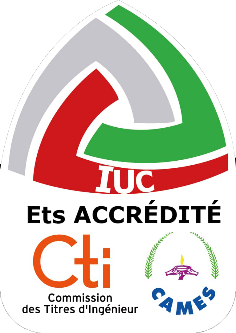 IUC
Ets ACCRÉDITÉ
Cti
Commission
des Titres d'Ingénieur
CAMES